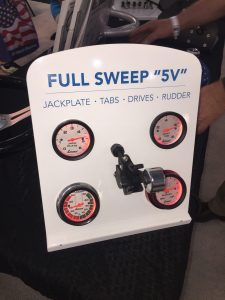 FULL SWEEP "5V"
JACKPLATE · TABS · DRIVES · RUDDER